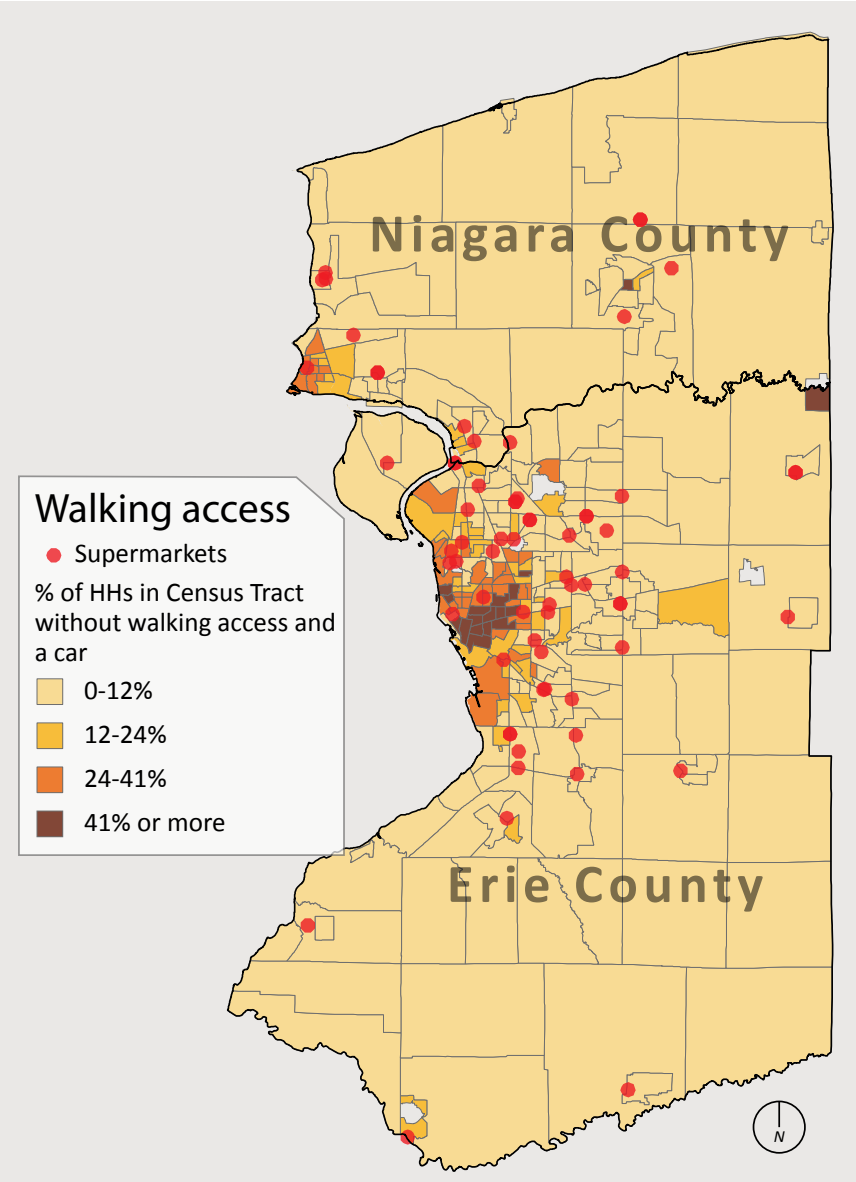 Niagara County
Walking access
Supermarkets
% of HHs in Census Tract
without walking access and
a car
0-12%
12-24%
24-41%
41% or more
Erie County
N